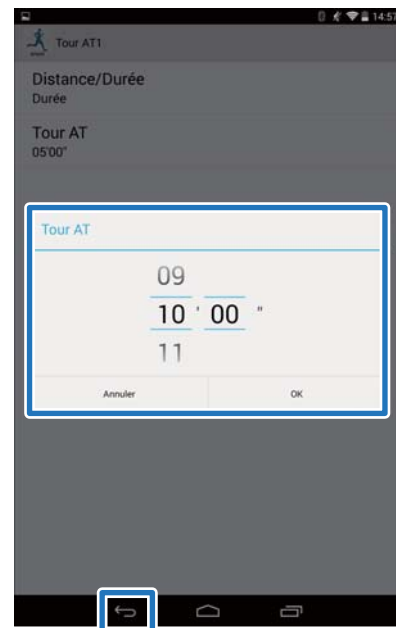 14:57
Tour AT1
Distance/Durée
Durée
Tour AT
05'00"
Tour AT
09
10 ' 00 "
11
Annuler
OK